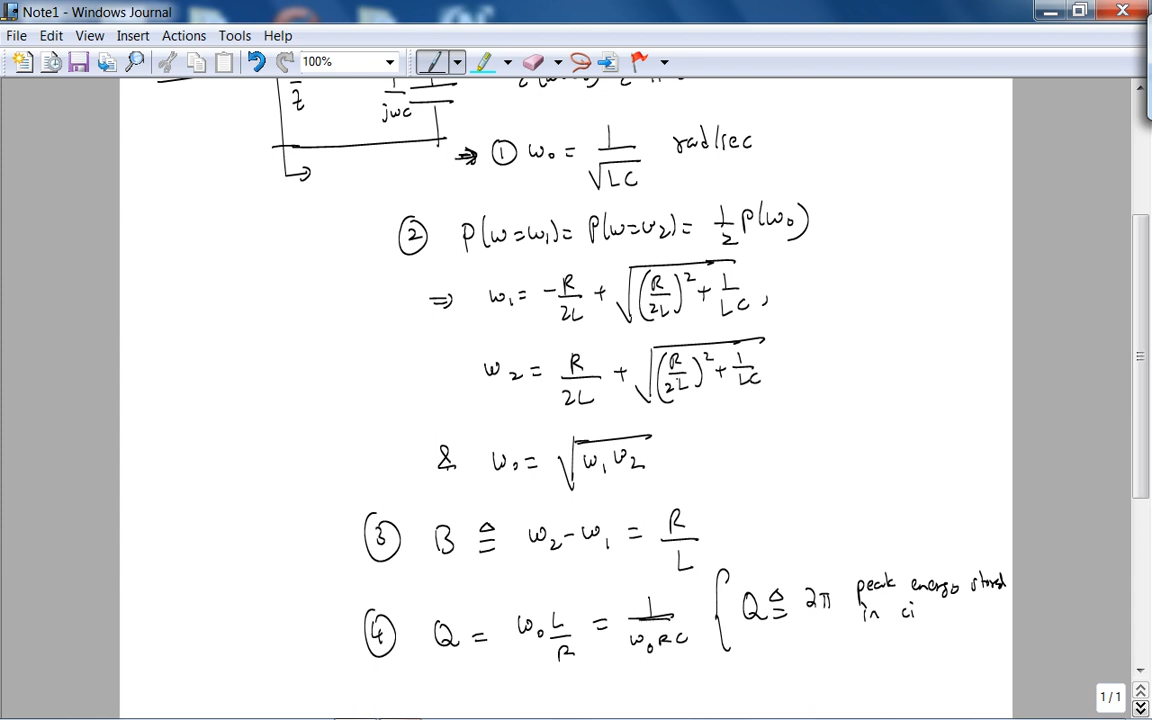 Note1 - Windows Journal
File Edit View Insert Actions Tools Help
100%
z
1/jwc
⇒ ① ω₀ = 1/√LC rad/sec
② P(ω=ω₁) = P(ω=ω₂) = 1/2 P(ω₀)
⇒ ω₁ = -R/2L + √((R/2L)² + 1/LC) ,
ω₂ = R/2L + √((R/2L)² + 1/LC)
& ω₀ = √ω₁ω₂
③ B ≜ ω₂-ω₁ = R/L
④ Q = ω₀L/R = 1/ω₀RC { Q ≜ 2π peak energy stored
in ci
1/1